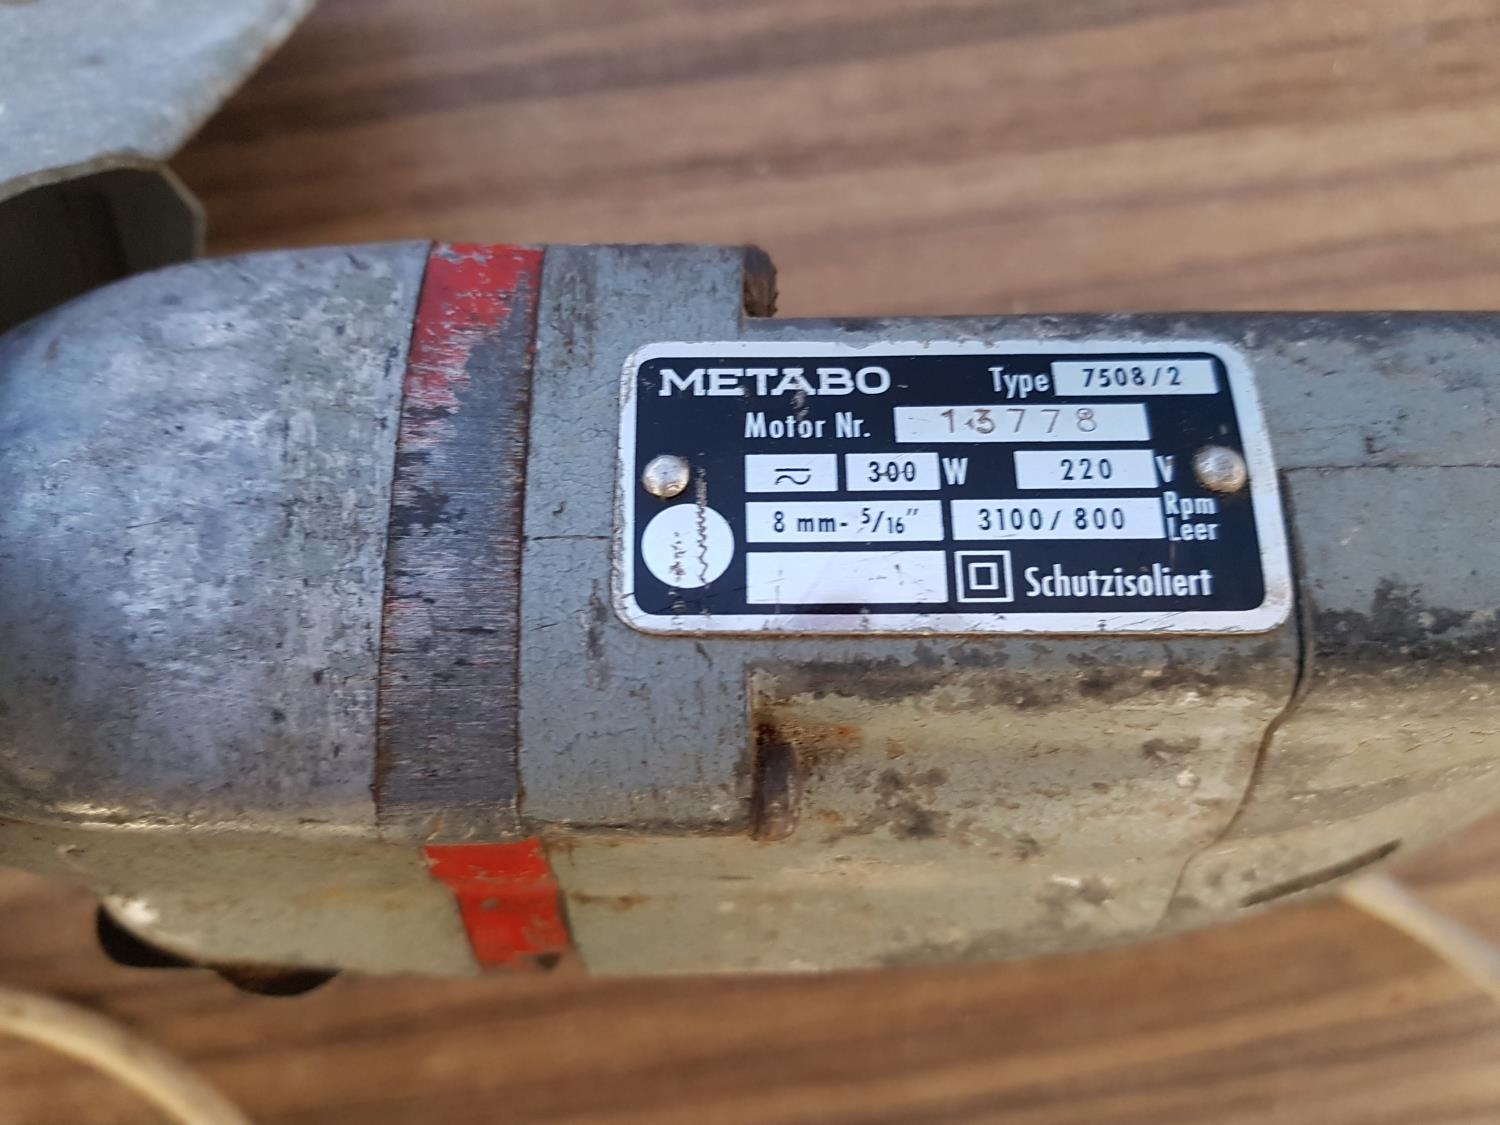 METABO Type 7508/2
Motor Nr. 13778
300 W 220 V
8 mm- 5/16" 3100/ 800 Rpm Leer
Schutzisoliert